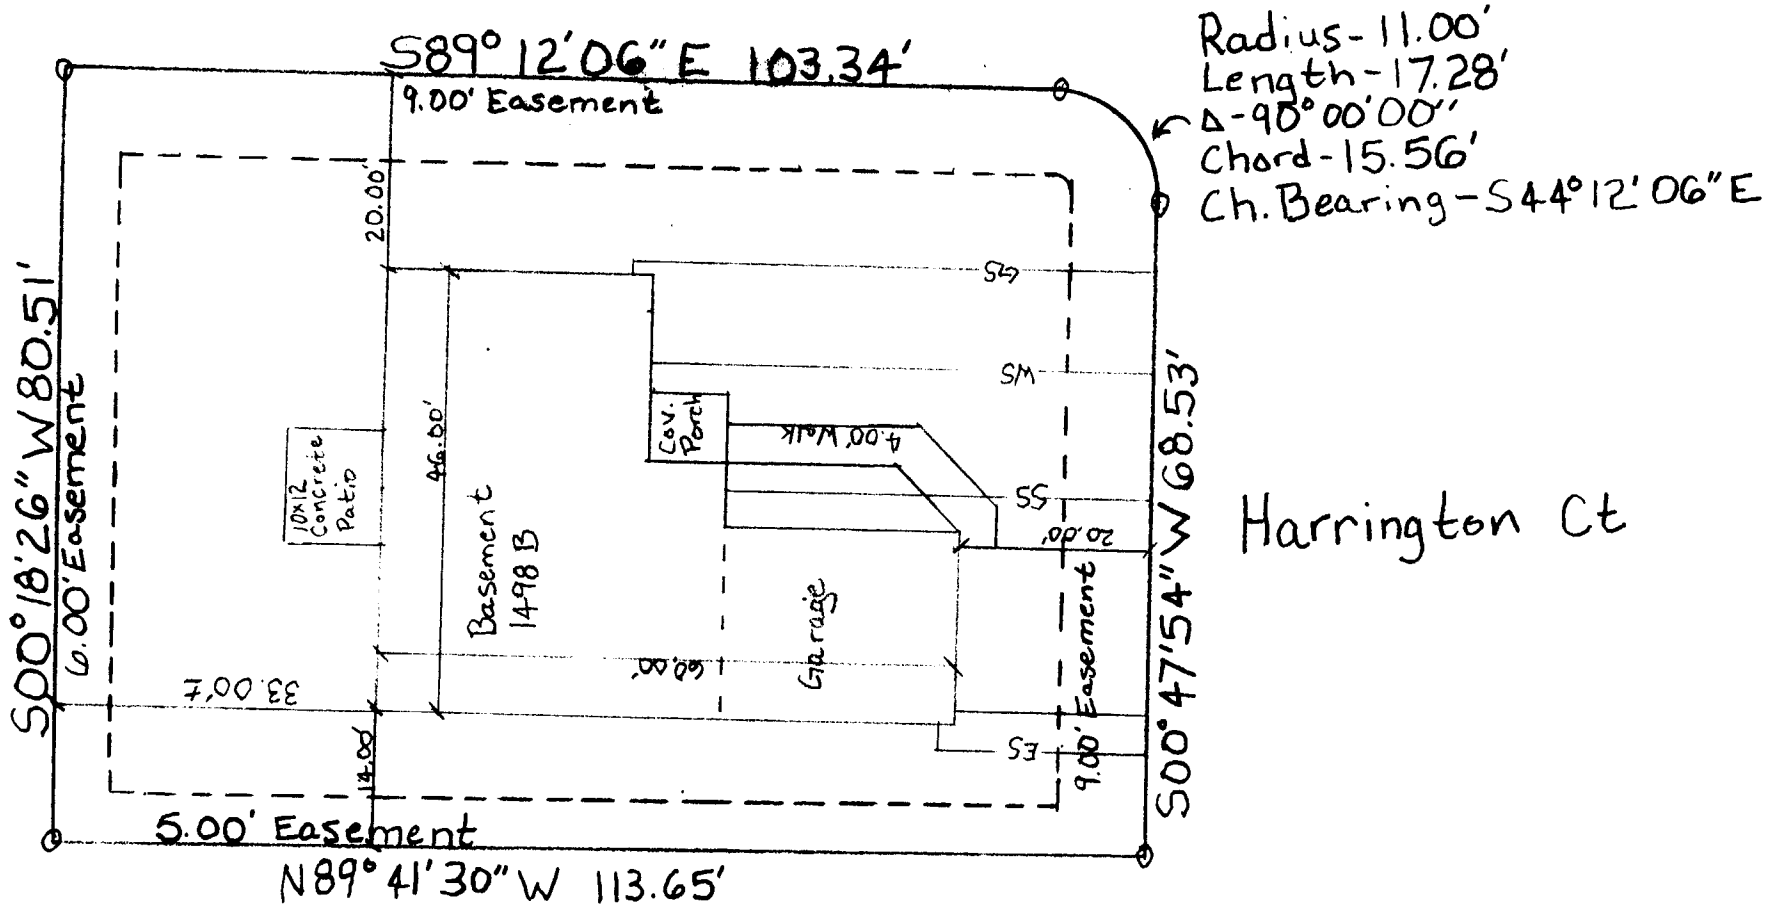 S89° 12' 06" E 103.34'
9.00' Easement
Radius-11.00'
Length-17.28'
Δ-90°00'00"
Chord-15.56'
Ch. Bearing-S44°12'06"E
20.00'
GS
WS
S00° 18' 26" W 80.51'
6.00' Easement
46.00'
Cov.
Porch
4.00' Walk
10x12
Concrete
Patio
SS
20.00'
S00° 47' 54" W 68.53'
Harrington Ct
Basement
1498 B
Garage
60.00'
9.00' Easement
33.00'±
14.00'
ES
5.00' Easement
N89° 41' 30" W 113.65'